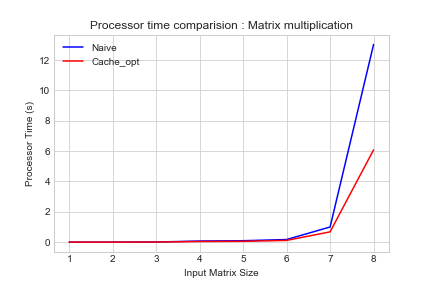 Processor time comparision : Matrix multiplication
Naive
Cache_opt
Processor Time (s)
12
10
8
6
4
2
0
1 2 3 4 5 6 7 8
Input Matrix Size